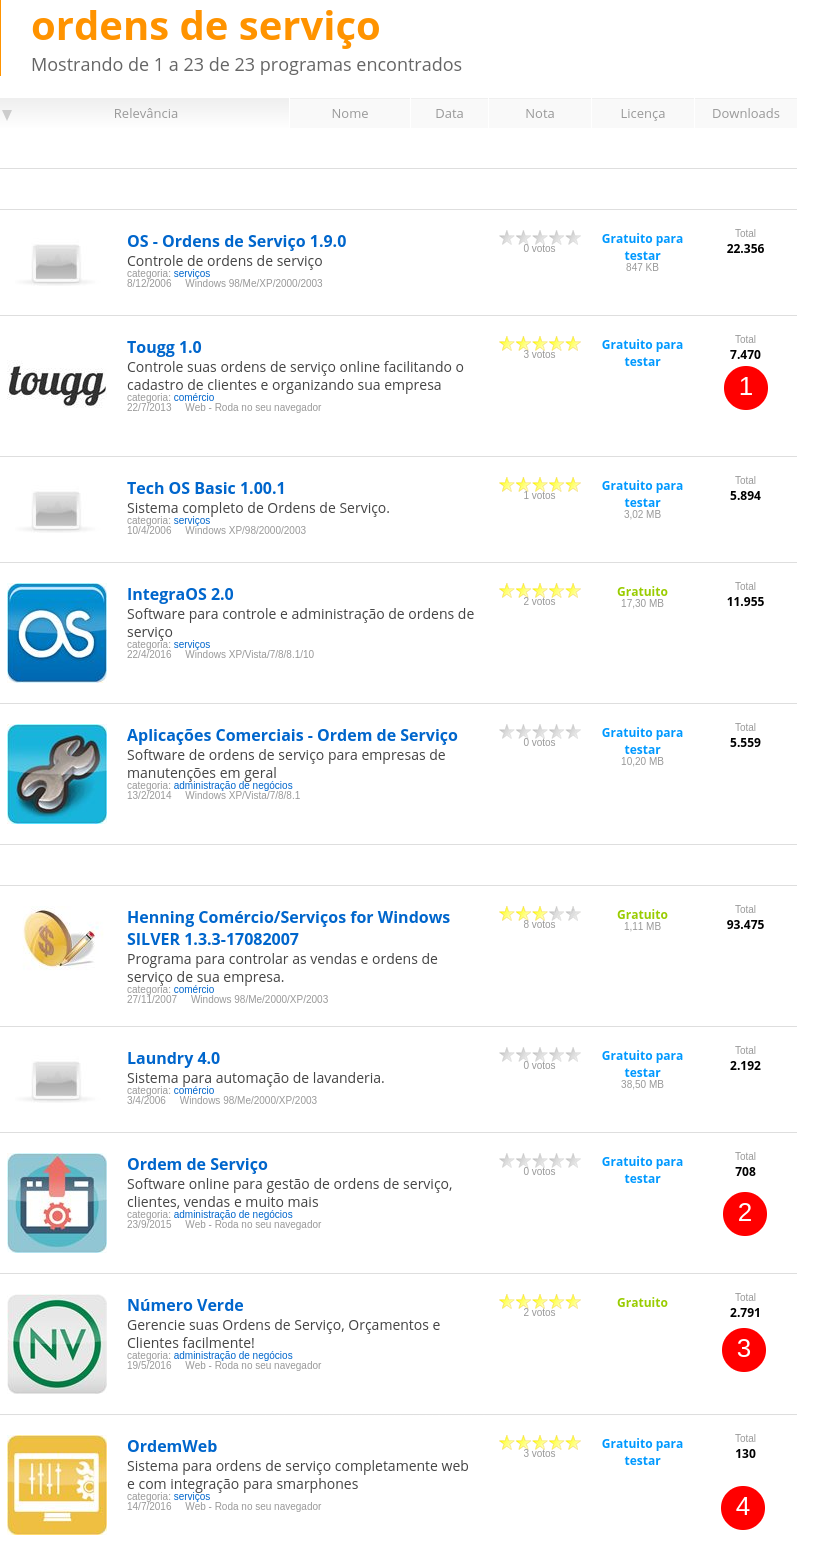 ordens de serviço
Mostrando de 1 a 23 de 23 programas encontrados
Relevância Nome Data Nota Licença Downloads
OS - Ordens de Serviço 1.9.0
Controle de ordens de serviço
categoria: serviços
8/12/2006 Windows 98/Me/XP/2000/2003
0 votos
Gratuito para
testar
847 KB
Total
22.356
tougg
Tougg 1.0
Controle suas ordens de serviço online facilitando o
cadastro de clientes e organizando sua empresa
categoria: comércio
22/7/2013 Web - Roda no seu navegador
3 votos
Gratuito para
testar
Total
7.470
1
Tech OS Basic 1.00.1
Sistema completo de Ordens de Serviço.
categoria: serviços
10/4/2006 Windows XP/98/2000/2003
1 votos
Gratuito para
testar
3,02 MB
Total
5.894
OS
IntegraOS 2.0
Software para controle e administração de ordens de
serviço
categoria: serviços
22/4/2016 Windows XP/Vista/7/8/8.1/10
2 votos
Gratuito
17,30 MB
Total
11.955
Aplicações Comerciais - Ordem de Serviço
Software de ordens de serviço para empresas de
manutenções em geral
categoria: administração de negócios
13/2/2014 Windows XP/Vista/7/8/8.1
0 votos
Gratuito para
testar
10,20 MB
Total
5.559
Henning Comércio/Serviços for Windows
SILVER 1.3.3-17082007
Programa para controlar as vendas e ordens de
serviço de sua empresa.
categoria: comércio
27/11/2007 Windows 98/Me/2000/XP/2003
8 votos
Gratuito
1,11 MB
Total
93.475
Laundry 4.0
Sistema para automação de lavanderia.
categoria: comércio
3/4/2006 Windows 98/Me/2000/XP/2003
0 votos
Gratuito para
testar
38,50 MB
Total
2.192
Ordem de Serviço
Software online para gestão de ordens de serviço,
clientes, vendas e muito mais
categoria: administração de negócios
23/9/2015 Web - Roda no seu navegador
0 votos
Gratuito para
testar
Total
708
2
NV
Número Verde
Gerencie suas Ordens de Serviço, Orçamentos e
Clientes facilmente!
categoria: administração de negócios
19/5/2016 Web - Roda no seu navegador
2 votos
Gratuito
Total
2.791
3
OrdemWeb
Sistema para ordens de serviço completamente web
e com integração para smarphones
categoria: serviços
14/7/2016 Web - Roda no seu navegador
3 votos
Gratuito para
testar
Total
130
4